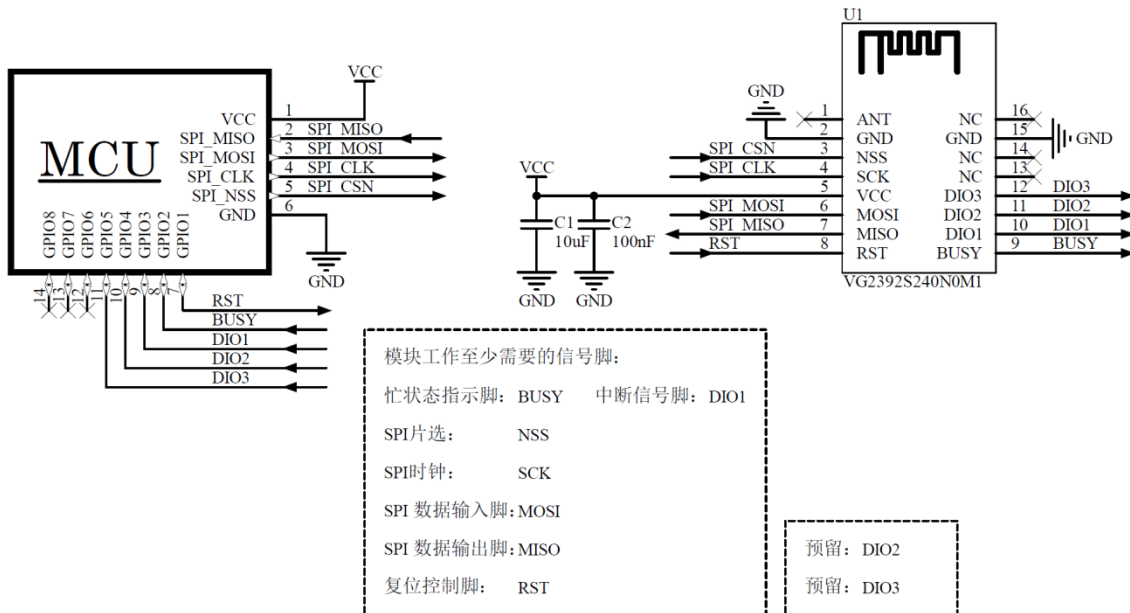 U1
VCC
MCU
VCC 1
SPI_MISO 2 SPI_MISO
SPI_MOSI 3 SPI_MOSI
SPI_CLK 4 SPI_CLK
SPI_NSS 5 SPI_CSN
GND 6
GND
GPIO8 GPIO7 GPIO6 GPIO5 GPIO4 GPIO3 GPIO2 GPIO1
14 13 12 11 10 9 8 7
RST
BUSY
DIO1
DIO2
DIO3
GND
1 ANT NC 16
2 GND GND 15 GND
SPI_CSN 3 NSS NC 14
SPI_CLK 4 SCK NC 13
VCC 5 VCC DIO3 12 DIO3
SPI_MOSI 6 MOSI DIO2 11 DIO2
SPI_MISO 7 MISO DIO1 10 DIO1
RST 8 RST BUSY 9 BUSY
C1 C2
10uF 100nF
GND GND
VG2392S240N0M1
模块工作至少需要的信号脚：
忙状态指示脚： BUSY 中断信号脚： DIO1
SPI片选： NSS
SPI时钟： SCK
SPI 数据输入脚： MOSI
SPI 数据输出脚： MISO
复位控制脚： RST
预留： DIO2
预留： DIO3